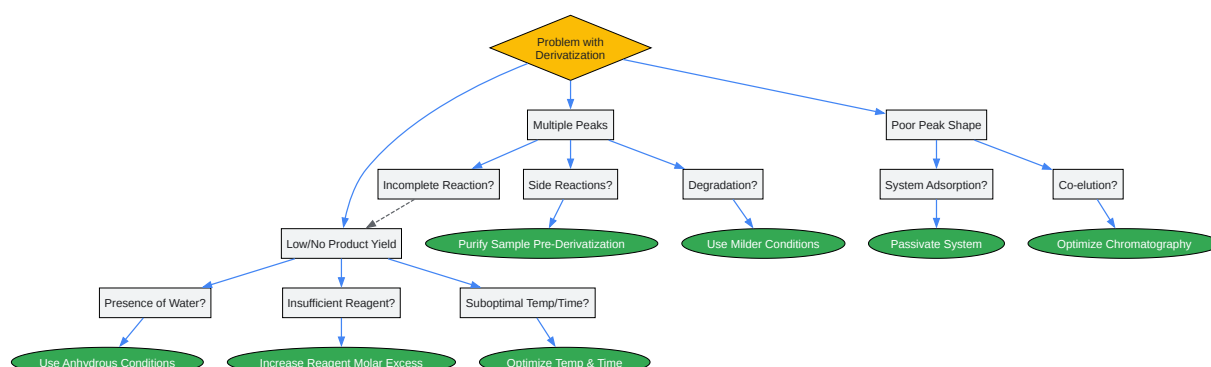 Problem with
Derivatization
Multiple Peaks
Poor Peak Shape
Incomplete Reaction?
Side Reactions?
Degradation?
System Adsorption?
Co-elution?
Low/No Product Yield
Purify Sample Pre-Derivatization
Use Milder Conditions
Passivate System
Optimize Chromatography
Presence of Water?
Insufficient Reagent?
Suboptimal Temp/Time?
Use Anhydrous Conditions
Increase Reagent Molar Excess
Optimize Temp & Time